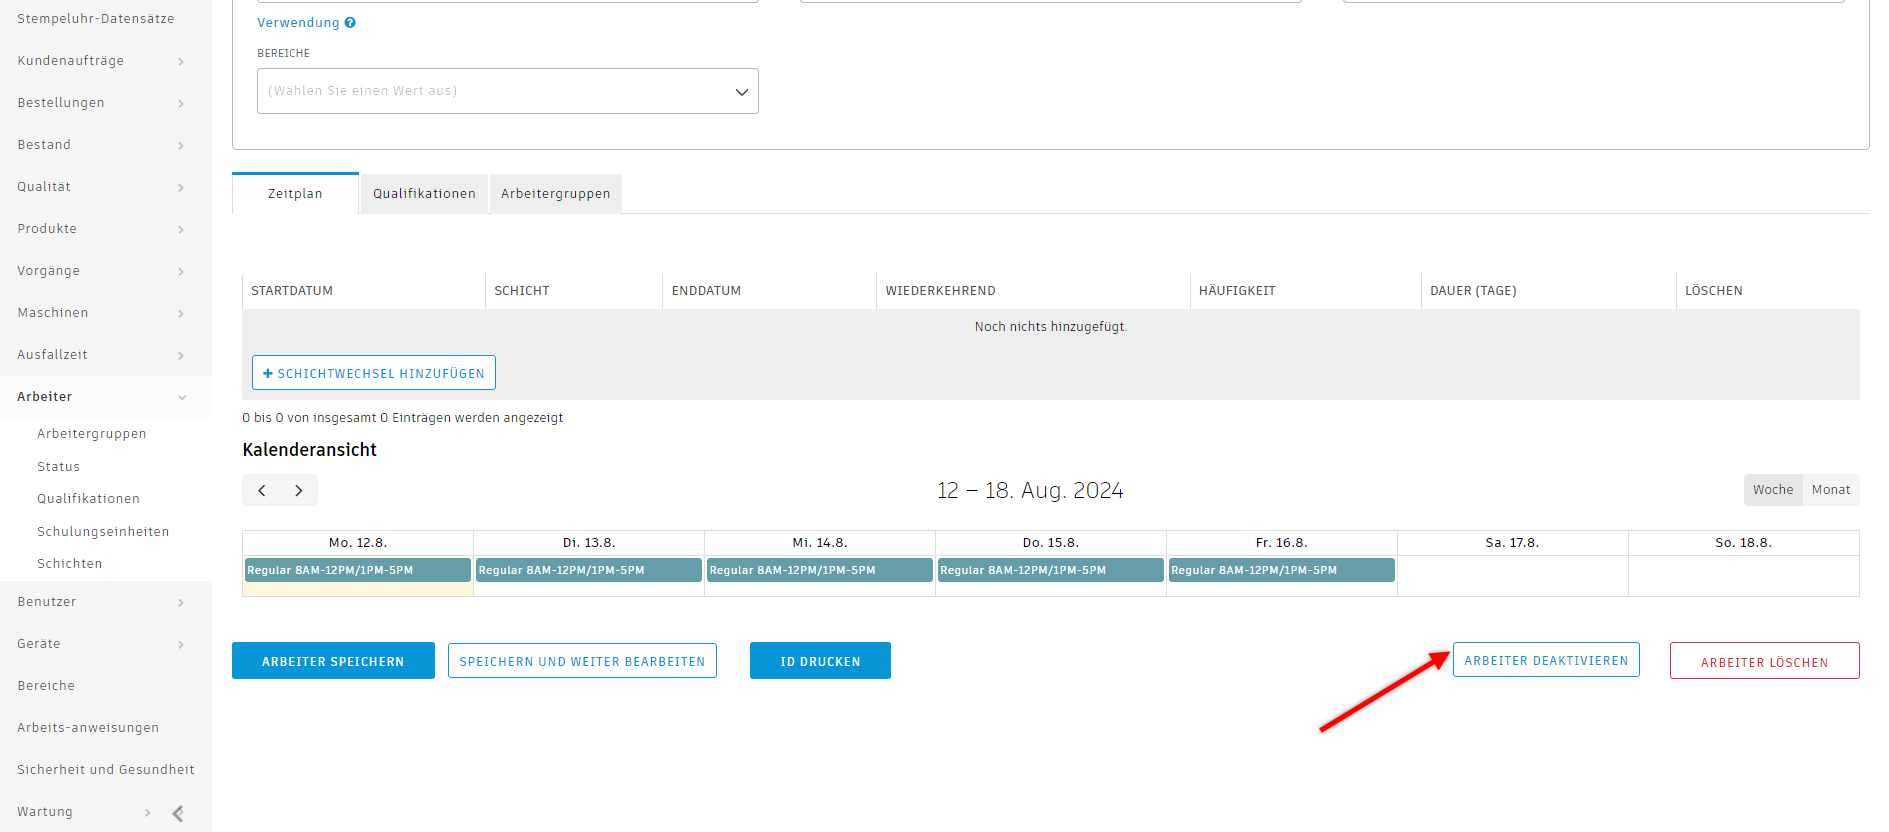 Stempeluhr-Datensätze
Kundenaufträge
Bestellungen
Bestand
Qualität
Produkte
Vorgänge
Maschinen
Ausfallzeit
Arbeiter
Arbeitergruppen
Status
Qualifikationen
Schulungseinheiten
Schichten
Benutzer
Geräte
Bereiche
Arbeits-anweisungen
Sicherheit und Gesundheit
Wartung
Verwendung
BEREICHE
(Wählen Sie einen Wert aus)
Zeitplan Qualifikationen Arbeitergruppen
STARTDATUM SCHICHT ENDDATUM WIEDERKEHREND HÄUFIGKEIT DAUER (TAGE) LÖSCHEN
Noch nichts hinzugefügt.
+ SCHICHTWECHSEL HINZUFÜGEN
0 bis 0 von insgesamt 0 Einträgen werden angezeigt
Kalenderansicht
12 – 18. Aug. 2024 Woche Monat
Mo. 12.8. Di. 13.8. Mi. 14.8. Do. 15.8. Fr. 16.8. Sa. 17.8. So. 18.8.
Regular 8AM-12PM/1PM-5PM Regular 8AM-12PM/1PM-5PM Regular 8AM-12PM/1PM-5PM Regular 8AM-12PM/1PM-5PM Regular 8AM-12PM/1PM-5PM
ARBEITER SPEICHERN SPEICHERN UND WEITER BEARBEITEN ID DRUCKEN ARBEITER DEAKTIVIEREN ARBEITER LÖSCHEN